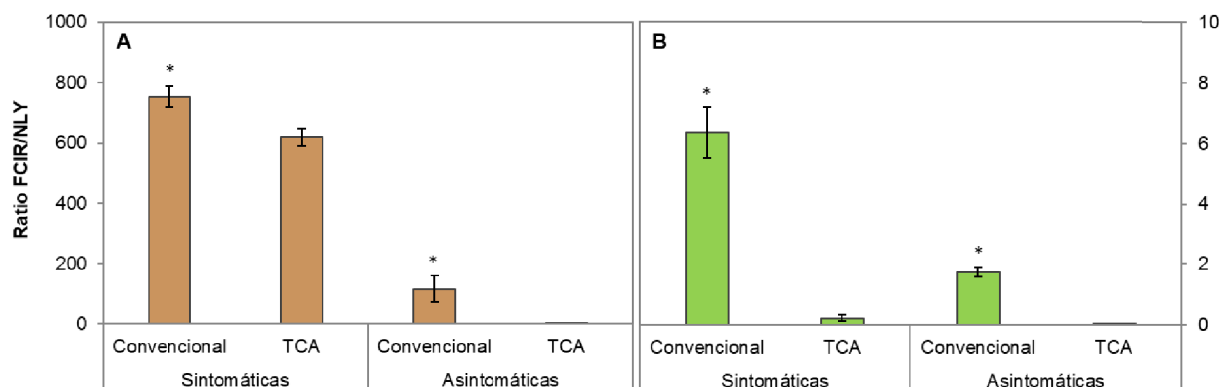 Ratio FCIR/NLY
1000
800
600
400
200
0
A
*
*
Convencional TCA Convencional TCA
Sintomáticas Asintomáticas
B
*
*
10
8
6
4
2
0
Convencional TCA Convencional TCA
Sintomáticas Asintomáticas